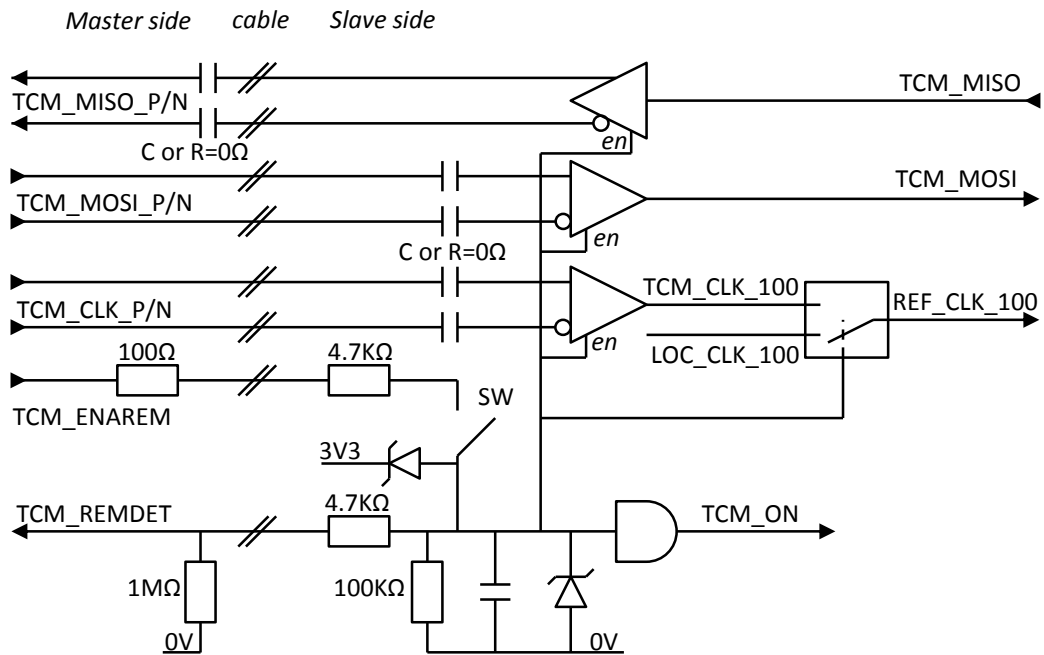 Master side cable Slave side
TCM_MISO_P/N
TCM_MISO
en
C or R=0Ω
TCM_MOSI_P/N
TCM_MOSI
en
C or R=0Ω
TCM_CLK_P/N
TCM_CLK_100
REF_CLK_100
en
LOC_CLK_100
100Ω
4.7KΩ
TCM_ENAREM
SW
3V3
TCM_REMDET
4.7KΩ
TCM_ON
1MΩ
100KΩ
0V
0V